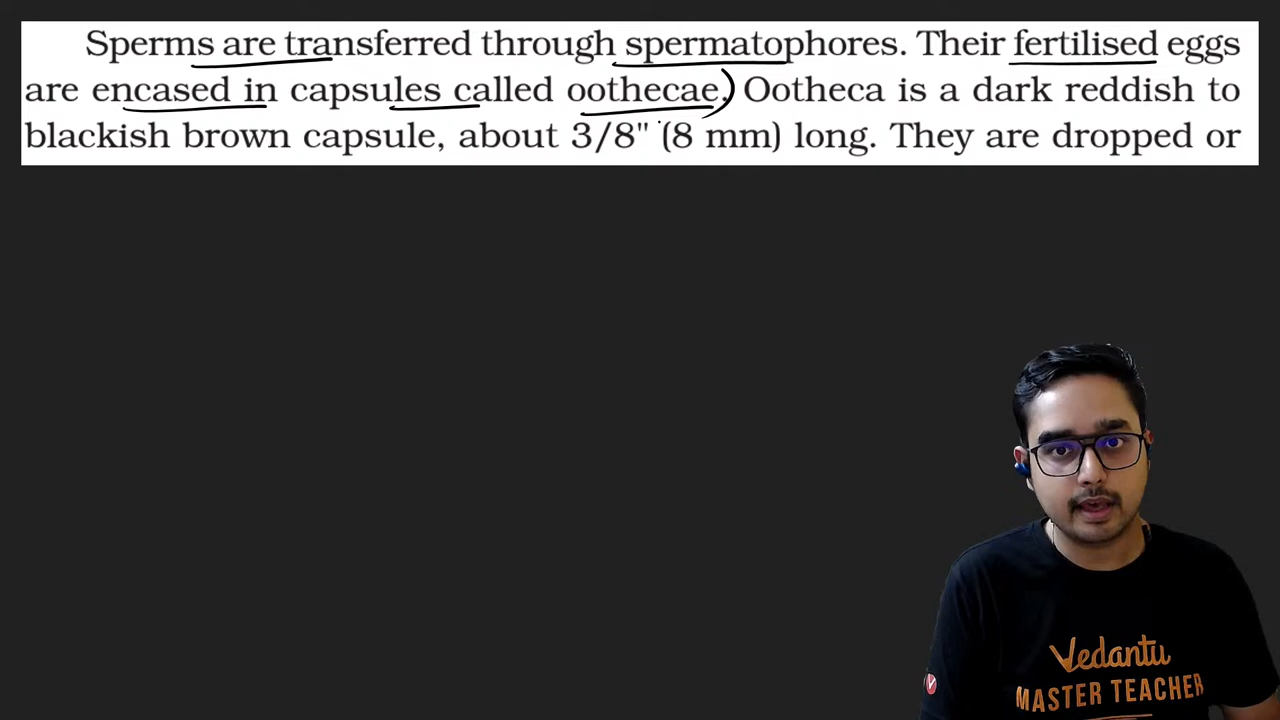 Sperms are transferred through spermatophores. Their fertilised eggs
are encased in capsules called oothecae. Ootheca is a dark reddish to
blackish brown capsule, about 3/8" (8 mm) long. They are dropped or
Vedantu
MASTER TEACHER